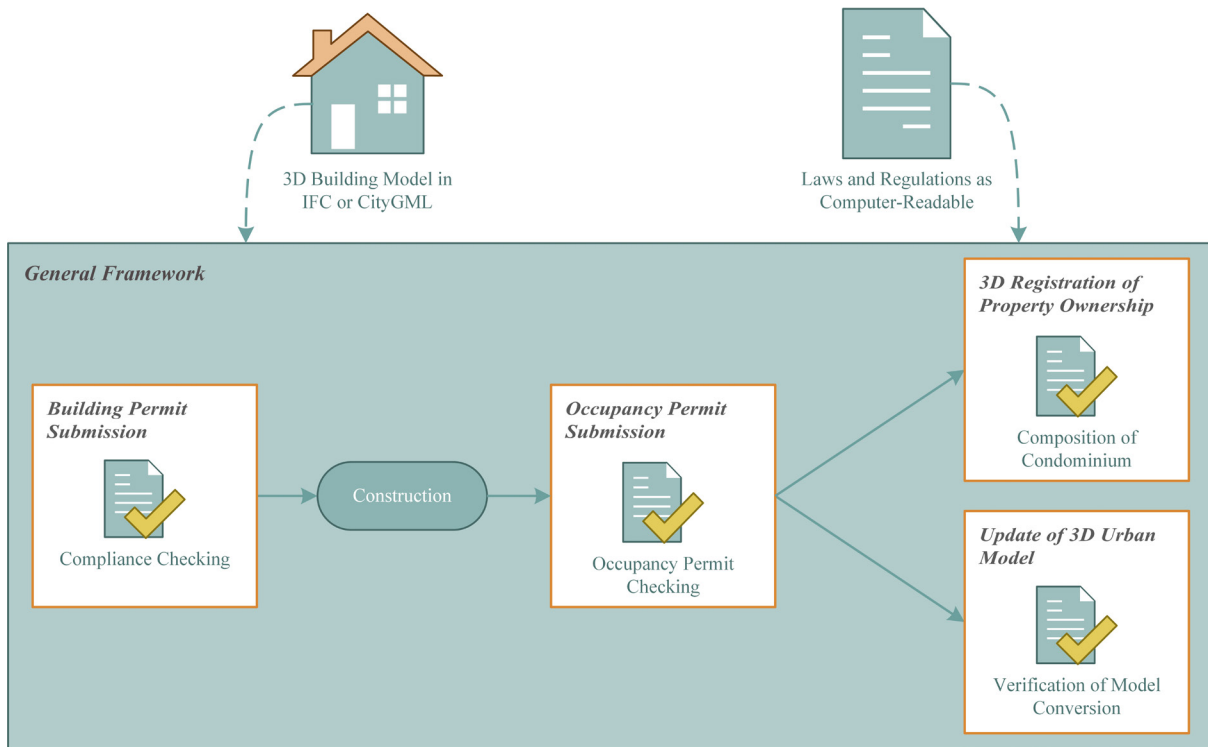 3D Building Model in
IFC or CityGML
Laws and Regulations as
Computer-Readable
General Framework
Building Permit
Submission
Compliance Checking
Construction
Occupancy Permit
Submission
Occupancy Permit
Checking
3D Registration of
Property Ownership
Composition of
Condominium
Update of 3D Urban
Model
Verification of Model
Conversion